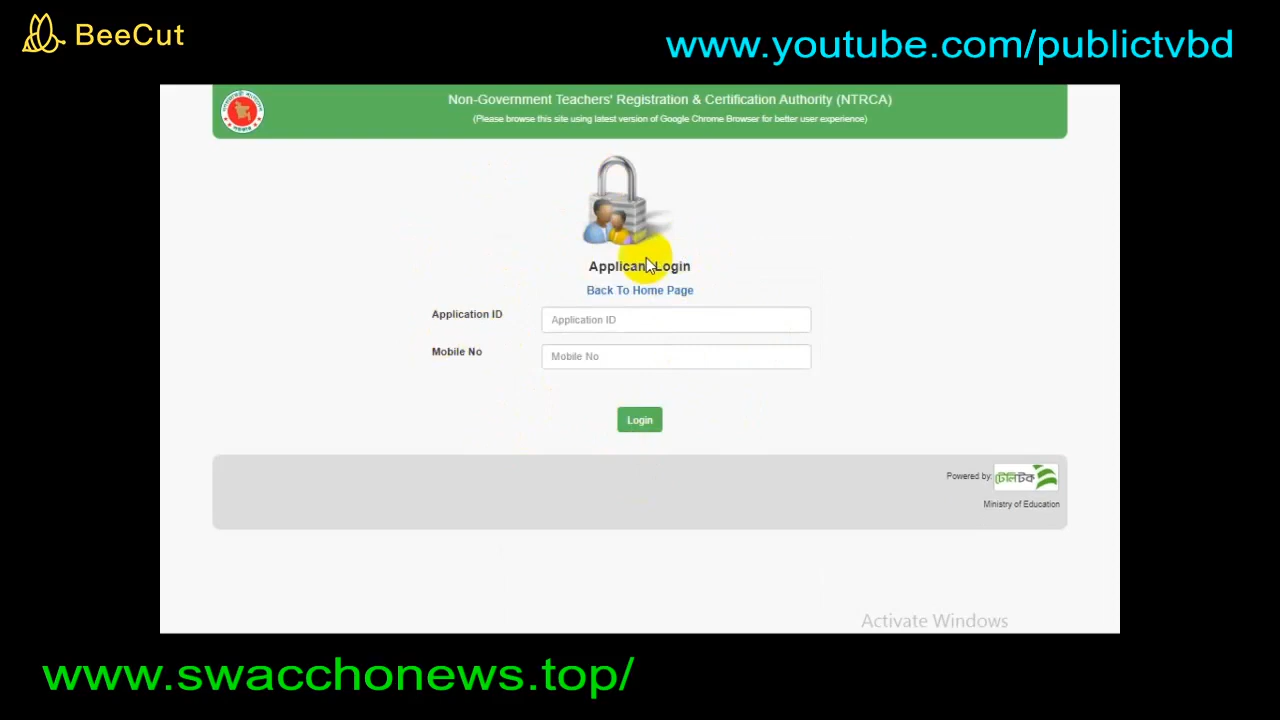 BeeCut
www.youtube.com/publictvbd
Non-Government Teachers' Registration & Certification Authority (NTRCA)
(Please browse this site using latest version of Google Chrome Browser for better user experience)
Applicant Login
Back To Home Page
Application ID
Application ID
Mobile No
Mobile No
Login
Powered by:
টেলিটক
Ministry of Education
Activate Windows
www.swacchonews.top/